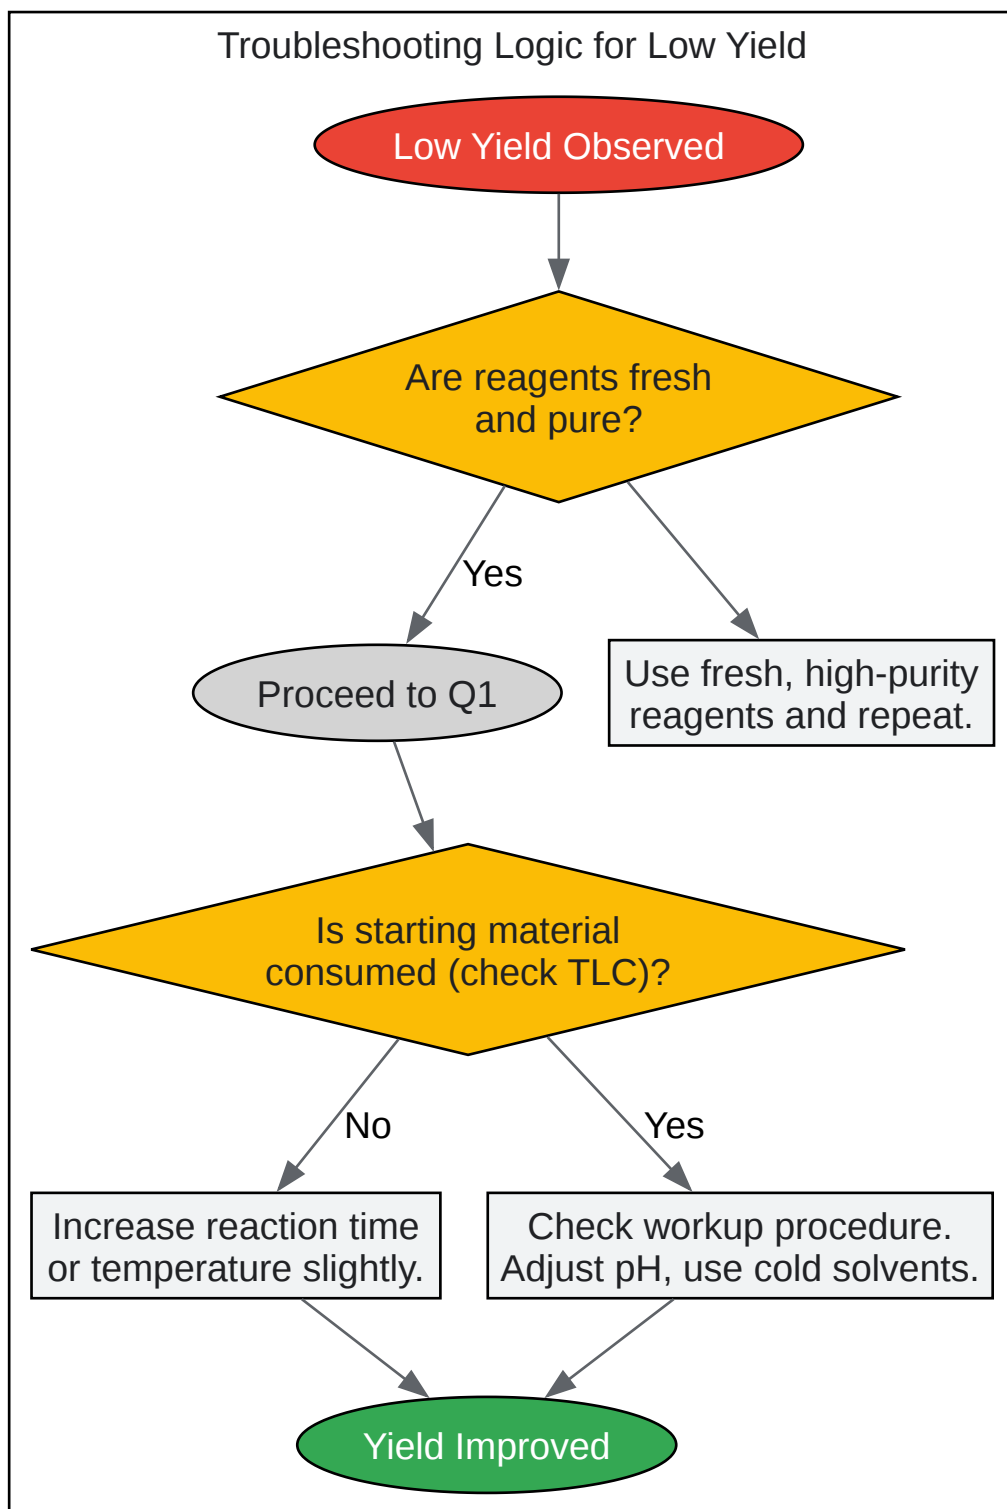 Troubleshooting Logic for Low Yield
Low Yield Observed
Are reagents fresh
and pure?
Yes
Proceed to Q1
Use fresh, high-purity
reagents and repeat.
Is starting material
consumed (check TLC)?
No
Yes
Increase reaction time
or temperature slightly.
Check workup procedure.
Adjust pH, use cold solvents.
Yield Improved